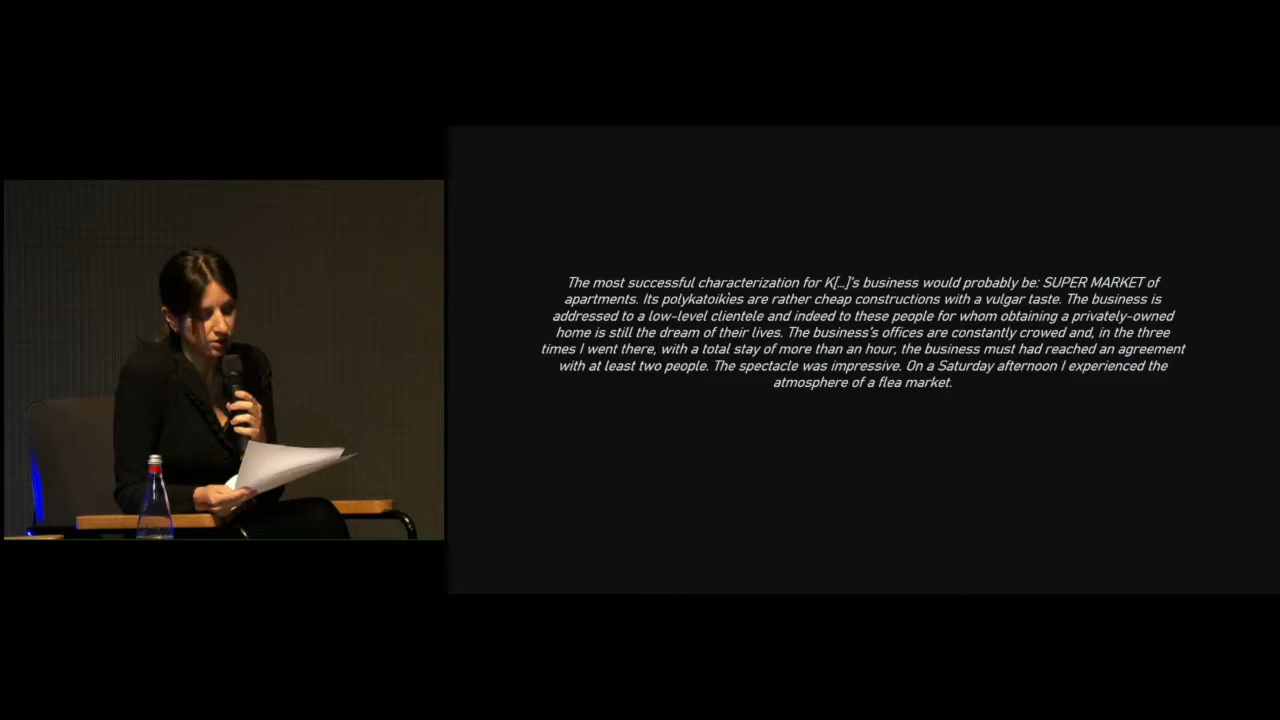 The most successful characterization for K[...]'s business would probably be: SUPER MARKET of
apartments. Its polykatoikìes are rather cheap constructions with a vulgar taste. The business is
addressed to a low-level clientele and indeed to these people for whom obtaining a privately-owned
home is still the dream of their lives. The business's offices are constantly crowed and, in the three
times I went there, with a total stay of more than an hour, the business must had reached an agreement
with at least two people. The spectacle was impressive. On a Saturday afternoon I experienced the
atmosphere of a flea market.